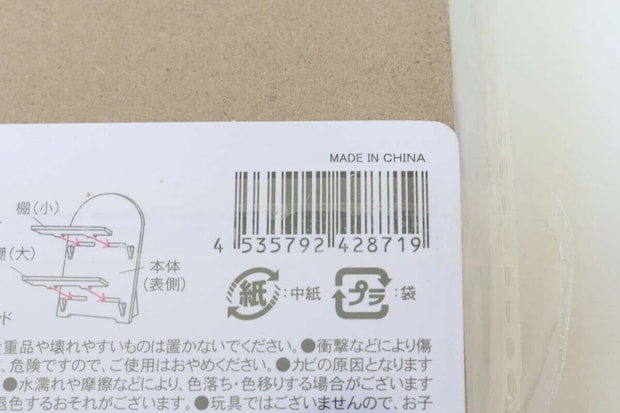 MADE IN CHINA
4 535792 428719
棚(小)
棚(大)
本体
(表側)
紙:中紙
プラ:袋
重品や壊れやすいものは置かないでください。●衝撃などにより傷
、危険ですので、ご使用はおやめください。●カビの原因となります
●水濡れや摩擦などにより、色落ち・色移りする場合がございます
退色するおそれがございます。●玩具ではございませんので、お子